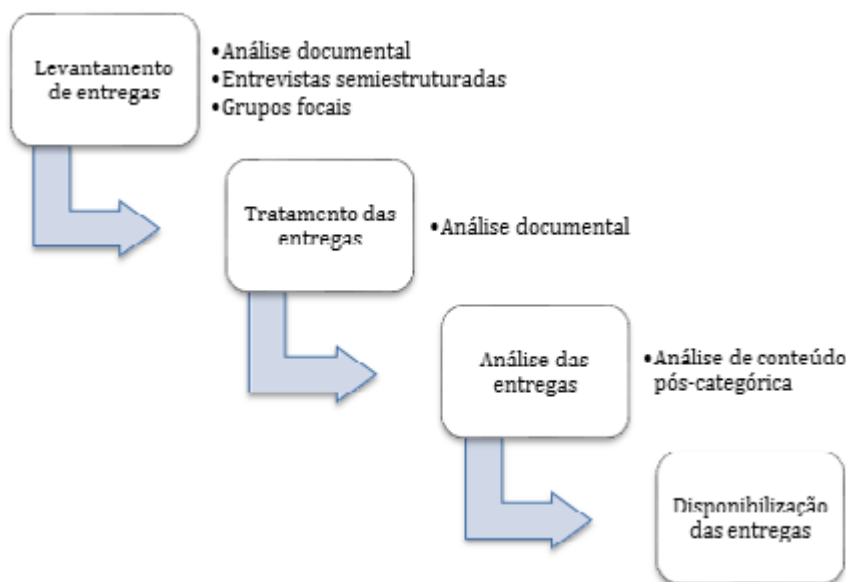 Levantamento
de entregas
•Análise documental
•Entrevistas semiestruturadas
•Grupos focais
Tratamento das
entregas
•Análise documental
Análise das
entregas
•Análise de conteúdo
pós-categórica
Disponibilização
das entregas